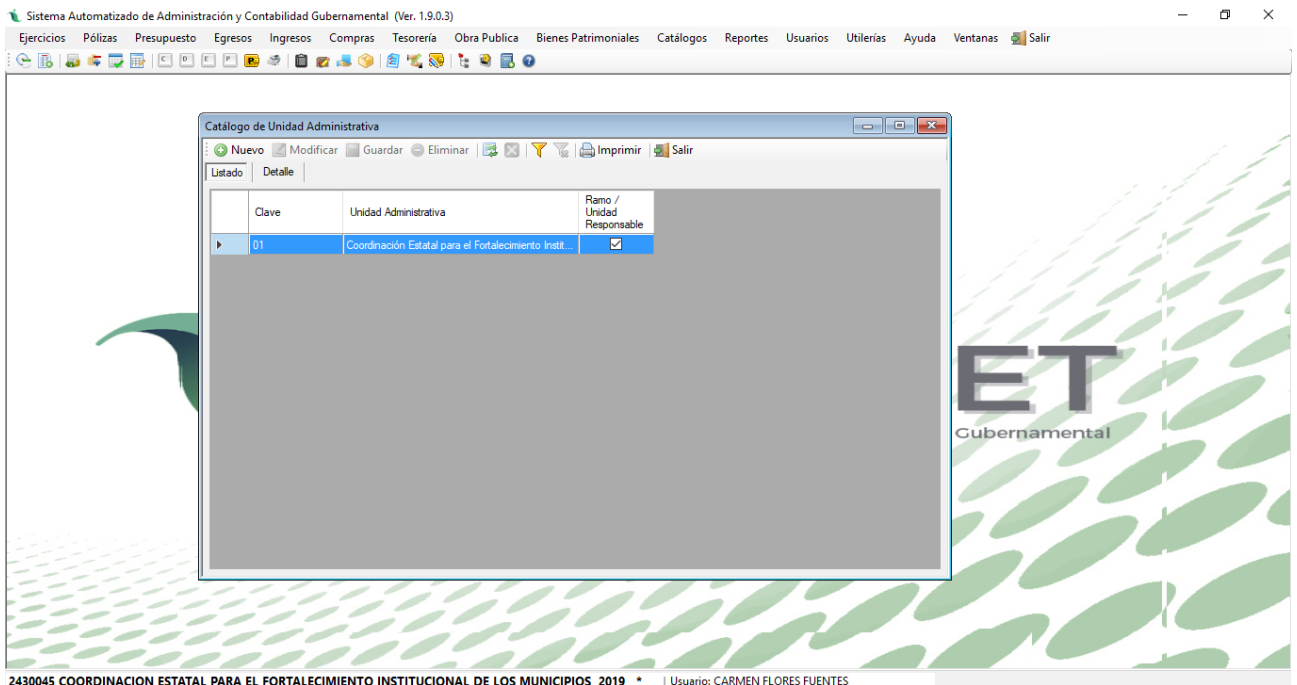 Sistema Automatizado de Administración y Contabilidad Gubernamental (Ver. 1.9.0.3)
Ejercicios Pólizas Presupuesto Egresos Ingresos Compras Tesorería Obra Publica Bienes Patrimoniales Catálogos Reportes Usuarios Utilerías Ayuda Ventanas Salir
Catálogo de Unidad Administrativa
Nuevo Modificar Guardar Eliminar Imprimir Salir
Listado Detalle
Clave Unidad Administrativa Ramo / Unidad Responsable
01 Coordinación Estatal para el Fortalecimiento Instit...
ET
Gubernamental
2430045 COORDINACION ESTATAL PARA EL FORTALECIMIENTO INSTITUCIONAL DE LOS MUNICIPIOS 2019 * | Usuario: CARMEN FLORES FUENTES